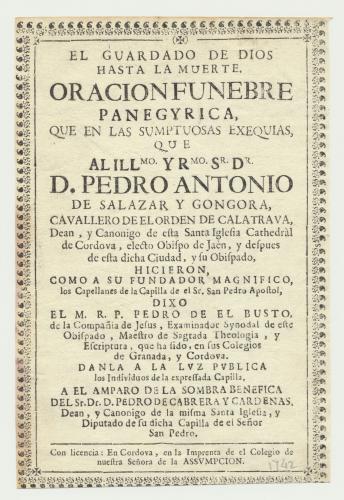 EL GUARDADO DE DIOS
HASTA LA MUERTE.
ORACION FUNEBRE
PANEGYRICA,
QUE EN LAS SUMPTUOSAS EXEQUIAS,
QUE
AL ILLMO. Y RMO. SR. DR.
D. PEDRO ANTONIO
DE SALAZAR Y GONGORA,
CAVALLERO DE EL ORDEN DE CALATRAVA,
Dean, y Canonigo de esta Santa Iglesia Cathedràl
de Cordova, electo Obispo de Jaèn, y despues
de esta dicha Ciudad, y su Obispado,
HICIERON,
COMO A SU FUNDADOR MAGNIFICO,
los Capellanes de la Capilla de el Sr. San Pedro Apostol,
DIXO
EL M. R. P. PEDRO DE EL BUSTO,
de la Compañia de Jesus, Examinador Synodal de este
Obispado, Maestro de Sagrada Theologia, y
Escriptura, que ha sido, en sus Colegios
de Granada, y Cordova.
DANLA A LA LUZ PUBLICA
los Individuos de la expressada Capilla,
A EL AMPARO DE LA SOMBRA BENEFICA
DEL Sr. Dr. D. PEDRO DE CABRERA Y CARDENAS,
Dean, y Canonigo de la misma Santa Iglesia, y
Diputado de su dicha Capilla de el Señor
San Pedro.
Con licencia: En Cordova, en la Imprenta de el Colegio de
nuestra Señora de la ASSUMPCION.
1742